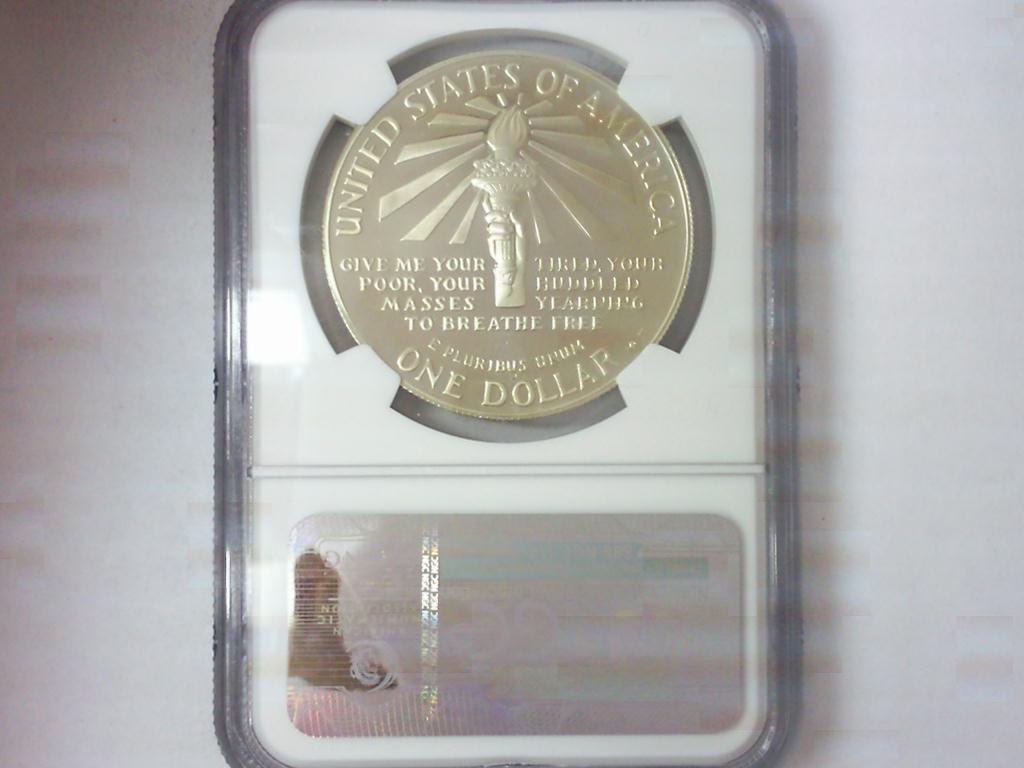 UNITED STATES OF AMERICA
GIVE ME YOUR TIRED, YOUR
POOR, YOUR HUDDLED
MASSES YEARNING
TO BREATHE FREE
E PLURIBUS UNUM
ONE DOLLAR